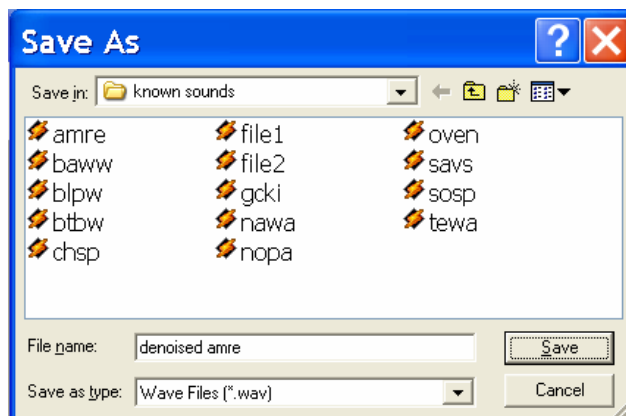 Save As
Save in: known sounds
amre file1 oven
baww file2 savs
blpw gcki sosp
btbw nawa tewa
chsp nopa
File name: denoised amre Save
Save as type: Wave Files (*.wav) Cancel